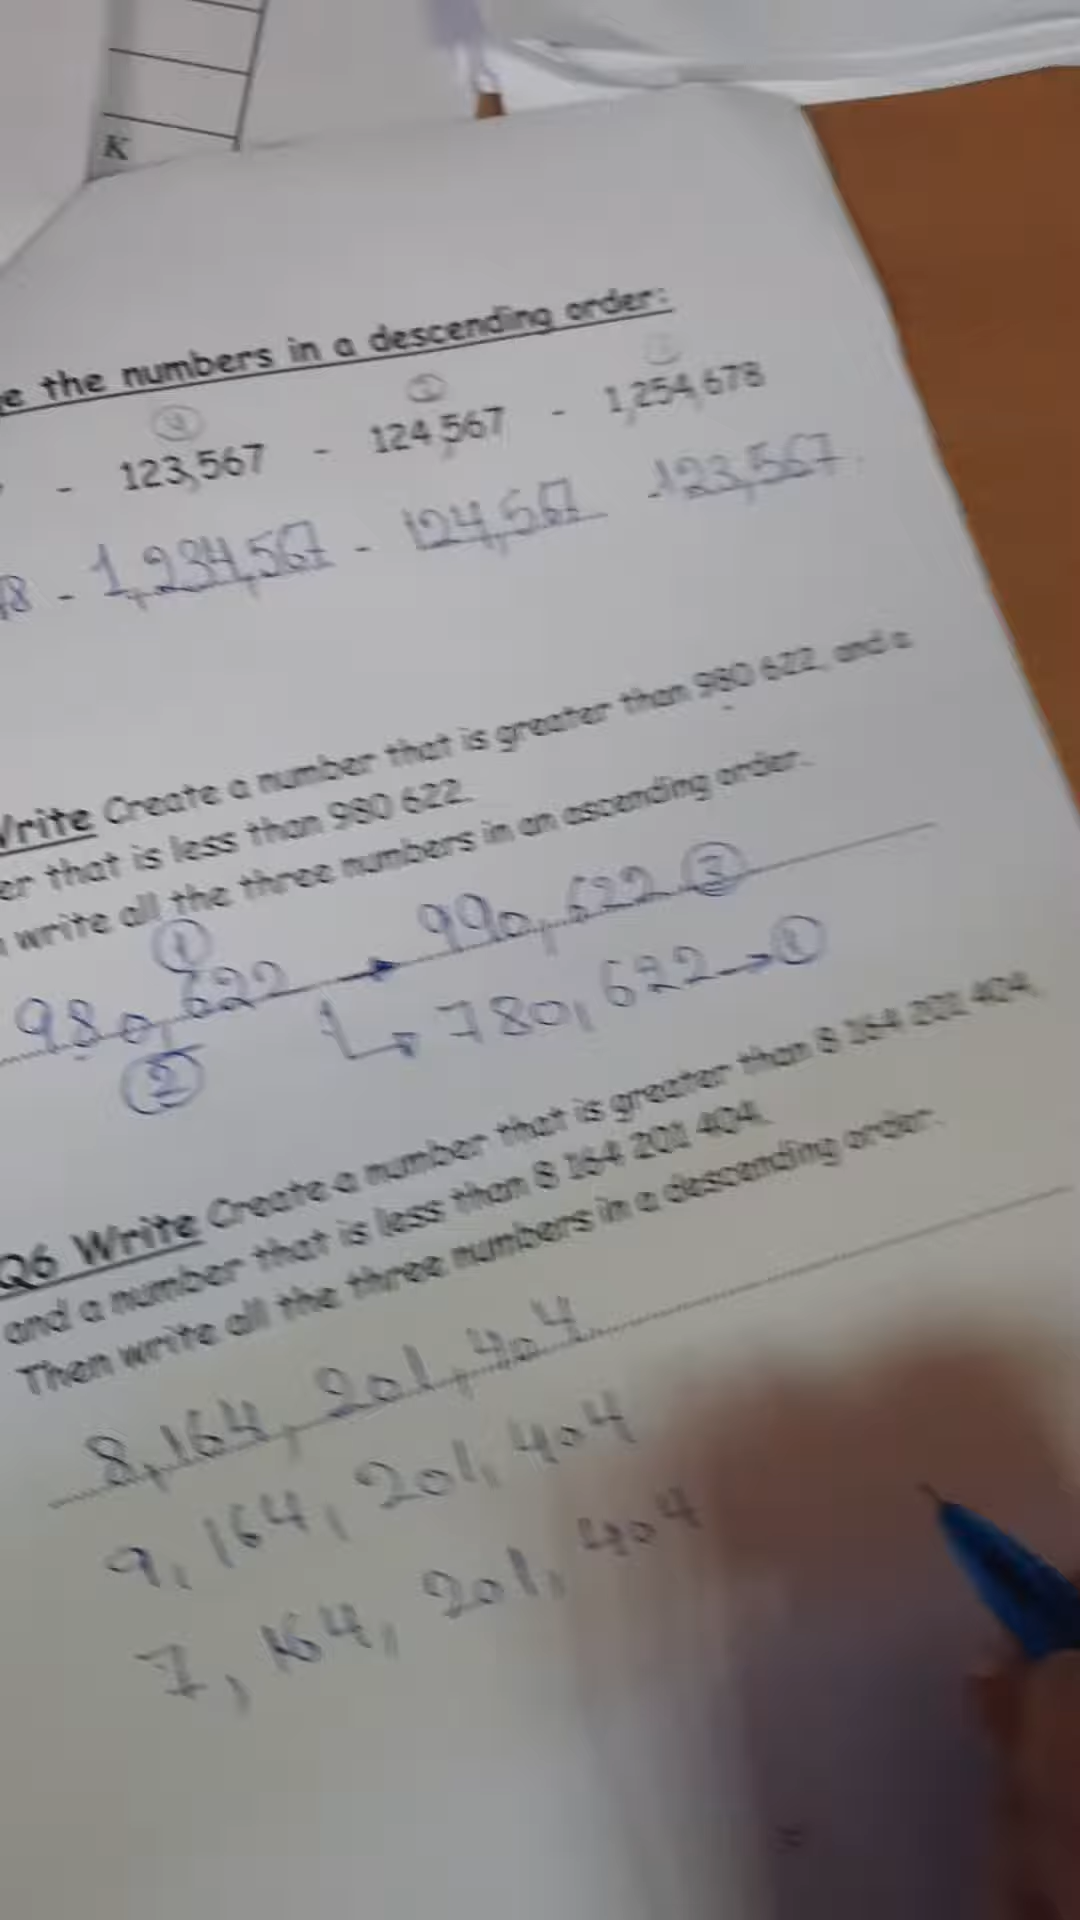 K
e the numbers in a descending order:
④ ③
- 123,567 - 124,567 - 1,254,678
8 - 1,234,567 - 124,567 - 123,567
Write Create a number that is greater than 980 622, and a
er that is less than 980 622.
write all the three numbers in an ascending order.
①
980,622 → 990,622 ③
② 780,622 → ①
Q6 Write Create a number that is greater than 8 164 201 404,
and a number that is less than 8 164 201 404.
Then write all the three numbers in a descending order.
8,164,201,404
9,164,201,404
7,164,201,404